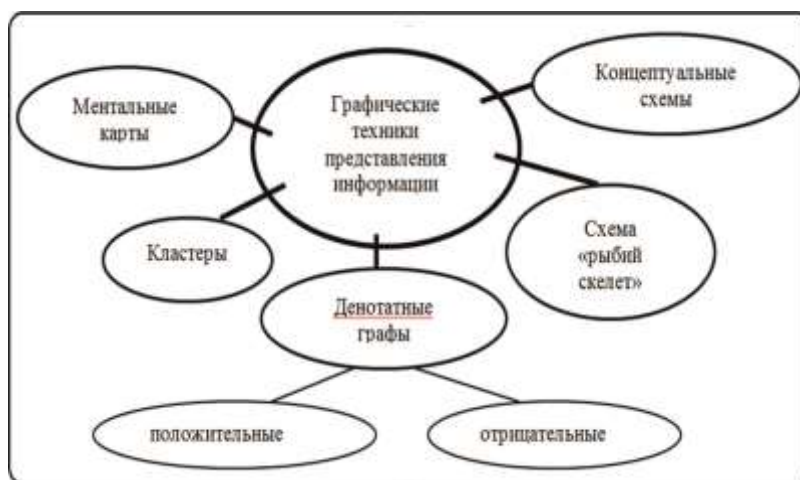 Графические
техники
представления
информации
Ментальные
карты
Концептуальные
схемы
Кластеры
Схема
«рыбий
скелет»
Денотатные
графы
положительные
отрицательные